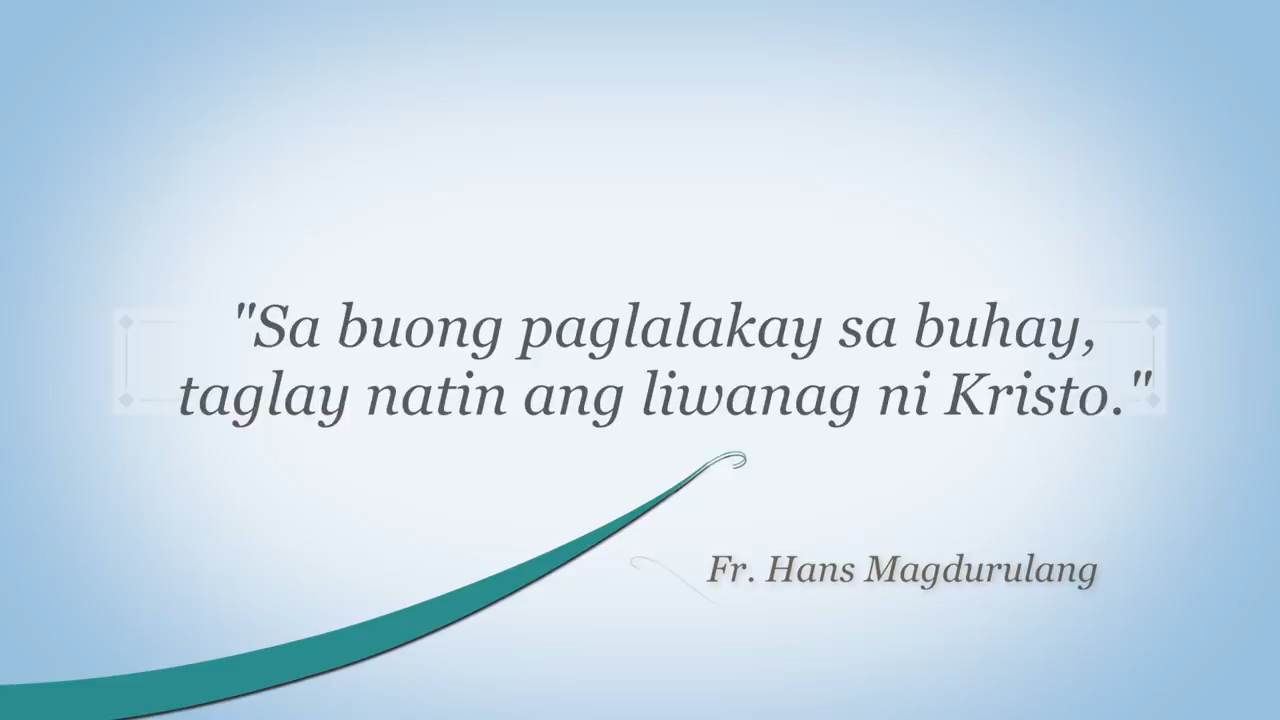 "Sa buong paglalakay sa buhay,
taglay natin ang liwanag ni Kristo."
Fr. Hans Magdurulang